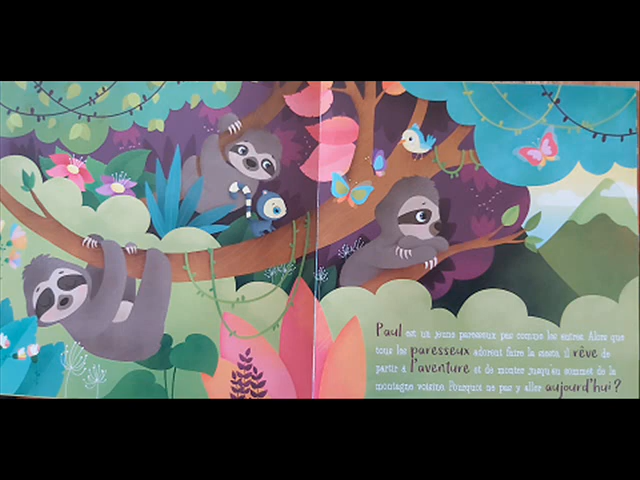 Paul est un jeune paresseux pas comme les autres. Alors que
tous les paresseux adorent faire la sieste, il rêve de
partir à l'aventure et de monter jusqu'au sommet de la
montagne voisine. Pourquoi ne pas y aller aujourd'hui ?